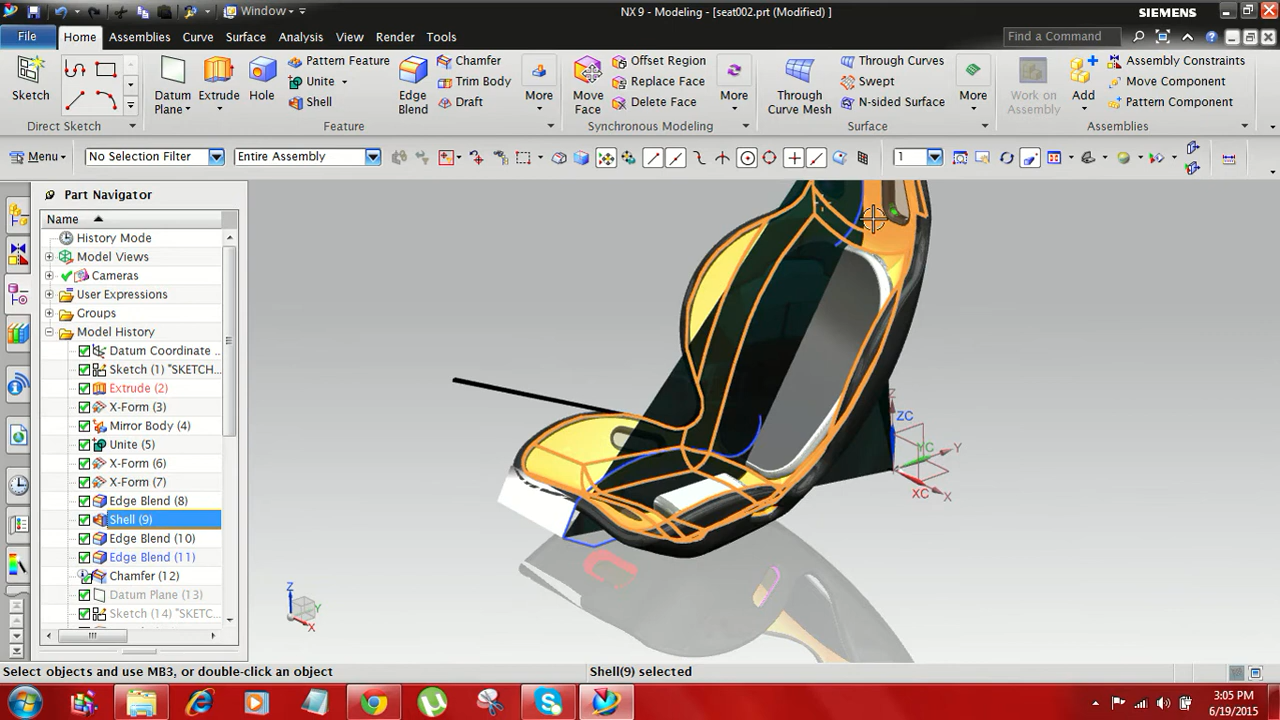 Window
NX 9 - Modeling - [seat002.prt (Modified) ]
SIEMENS
File
Home
Assemblies
Curve
Surface
Analysis
View
Render
Tools
Find a Command
Sketch
Direct Sketch
Datum Plane
Extrude
Hole
Pattern Feature
Unite
Shell
Edge Blend
Chamfer
Trim Body
Draft
More
Feature
Move Face
Offset Region
Replace Face
Delete Face
More
Synchronous Modeling
Through Curve Mesh
Through Curves
Swept
N-sided Surface
More
Surface
Work on Assembly
Add
Assembly Constraints
Move Component
Pattern Component
Assemblies
Menu
No Selection Filter
Entire Assembly
1
Part Navigator
Name
History Mode
Model Views
Cameras
User Expressions
Groups
Model History
Datum Coordinate ..
Sketch (1) "SKETCH...
Extrude (2)
X-Form (3)
Mirror Body (4)
Unite (5)
X-Form (6)
X-Form (7)
Edge Blend (8)
Shell (9)
Edge Blend (10)
Edge Blend (11)
Chamfer (12)
Datum Plane (13)
Sketch (14) "SKETC...
Z
ZC
YC
Y
XC
X
Z
Y
X
Select objects and use MB3, or double-click an object
Shell(9) selected
3:05 PM
6/19/2015